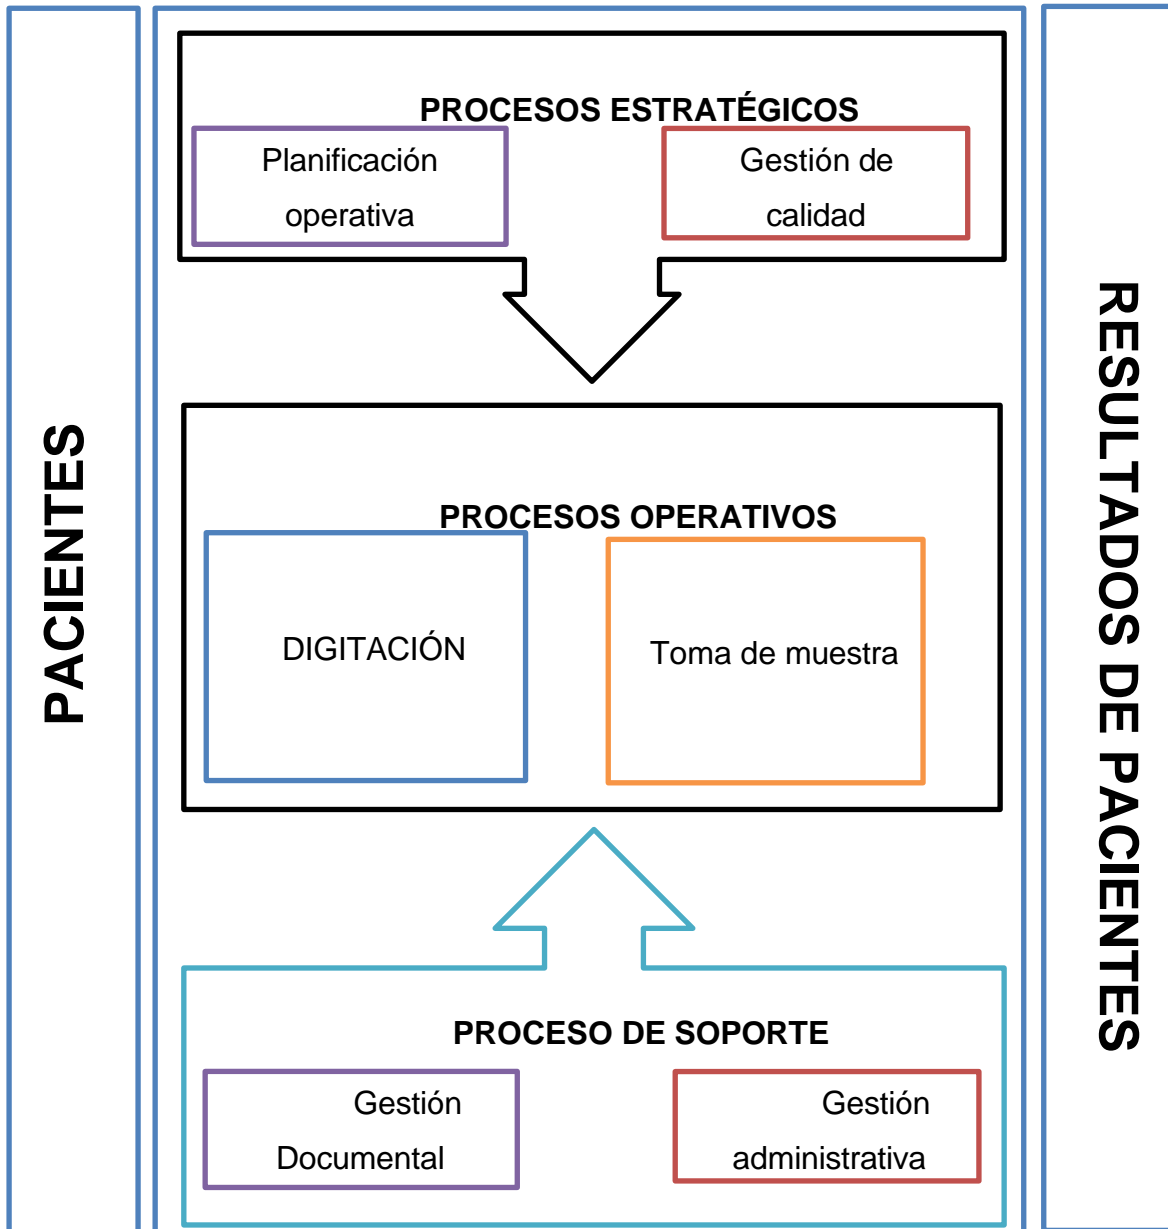 PACIENTES
PROCESOS ESTRATÉGICOS
Planificación
operativa
Gestión de
calidad
PROCESOS OPERATIVOS
DIGITACIÓN
Toma de muestra
PROCESO DE SOPORTE
Gestión
Documental
Gestión
administrativa
RESULTADOS DE PACIENTES